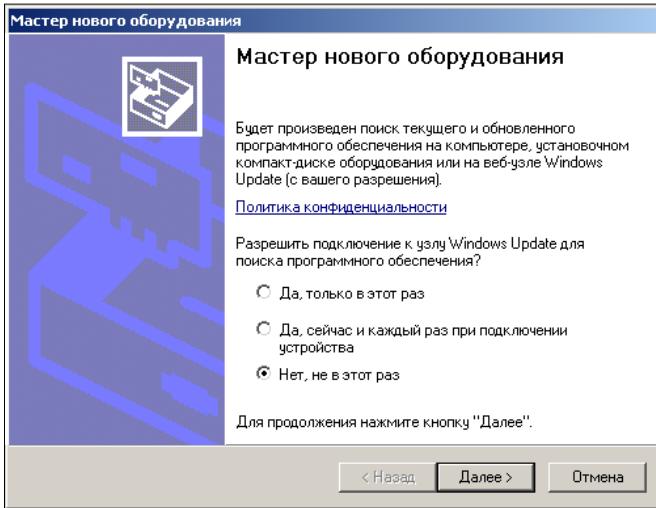 Мастер нового оборудования
Мастер нового оборудования
Будет произведен поиск текущего и обновленного
программного обеспечения на компьютере, установочном
компакт-диске оборудования или на веб-узле Windows
Update (с вашего разрешения).
Политика конфиденциальности
Разрешить подключение к узлу Windows Update для
поиска программного обеспечения?
Да, только в этот раз
Да, сейчас и каждый раз при подключении
устройства
Нет, не в этот раз
Для продолжения нажмите кнопку "Далее".
< Назад Далее > Отмена